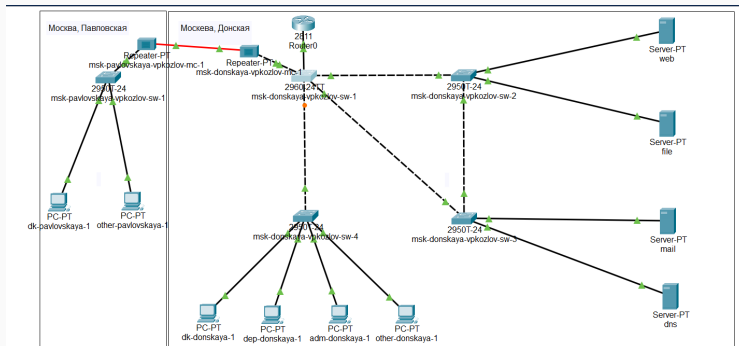 Москва, Павловская
Москева, Донская
2811
Router0
Repeater-PT
msk-pavlovskaya-vpkozlov-mc-1
Repeater-PT
msk-donskaya-vpkozlov-mc-1
2950T-24
msk-pavlovskaya-vpkozlov-sw-1
2960-24TT
msk-donskaya-vpkozlov-sw-1
2950T-24
msk-donskaya-vpkozlov-sw-2
Server-PT
web
Server-PT
file
PC-PT
dk-pavlovskaya-1
PC-PT
other-pavlovskaya-1
2950T-24
msk-donskaya-vpkozlov-sw-4
2950T-24
msk-donskaya-vpkozlov-sw-3
Server-PT
mail
Server-PT
dns
PC-PT
dk-donskaya-1
PC-PT
dep-donskaya-1
PC-PT
adm-donskaya-1
PC-PT
other-donskaya-1